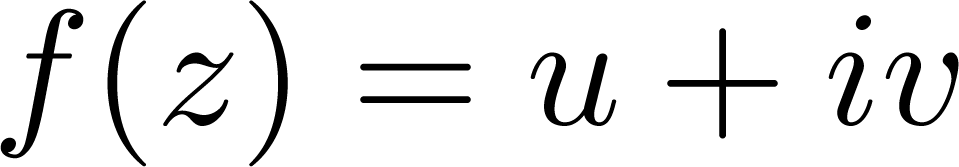 f(z) = u + iv